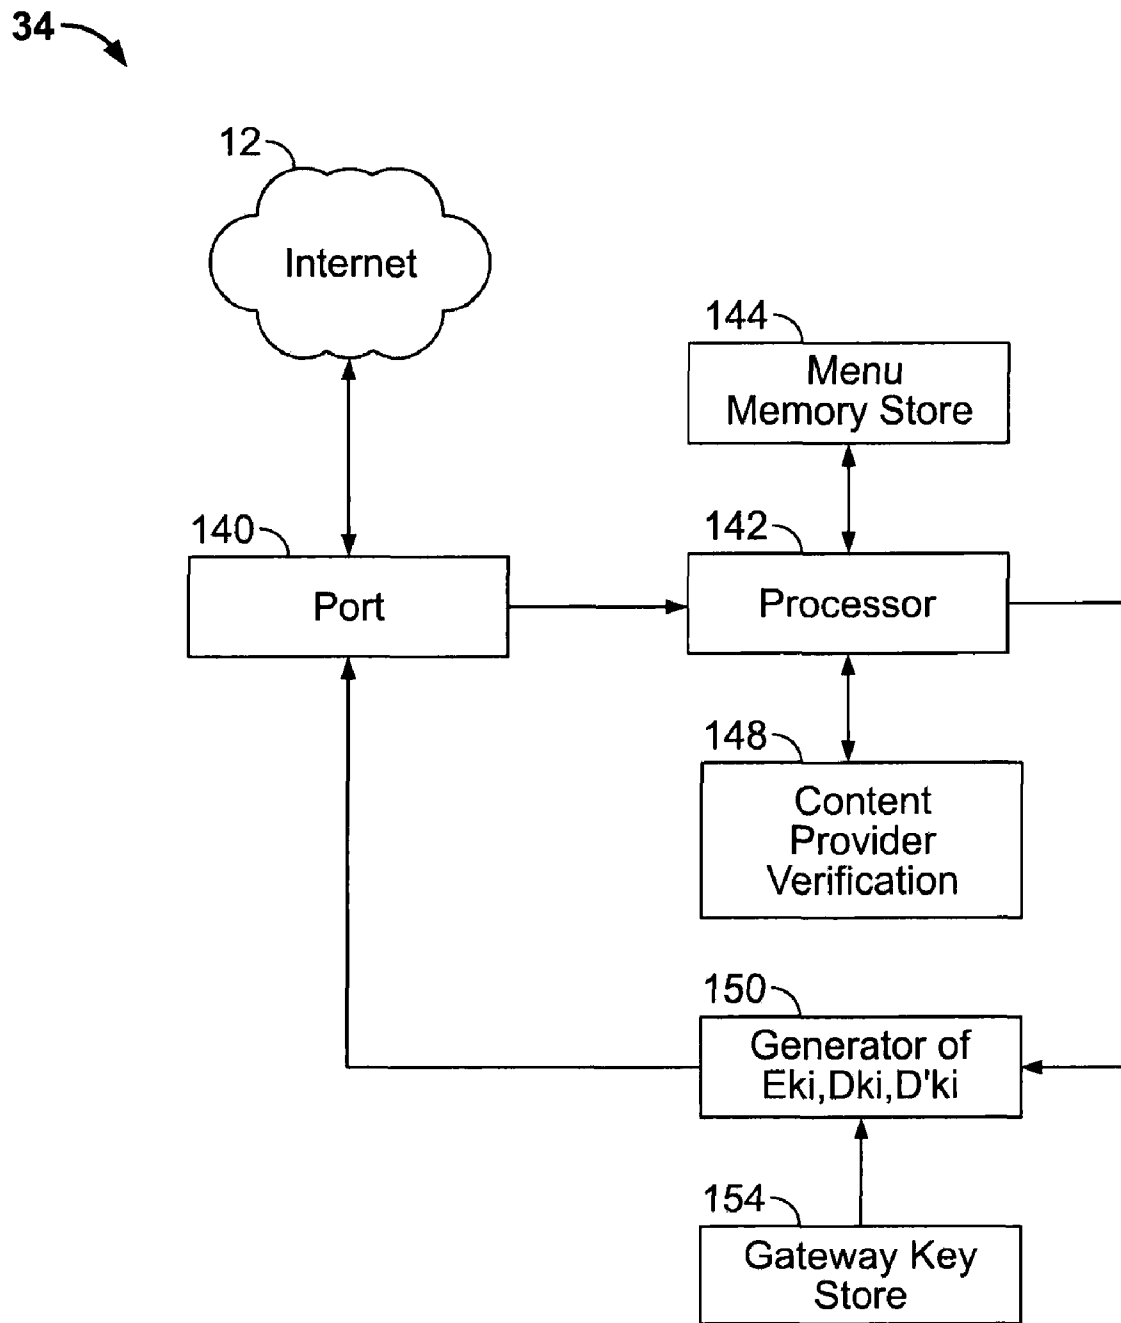 34
12
Internet
144
Menu
Memory Store
140
Port
142
Processor
148
Content
Provider
Verification
150
Generator of
Eki,Dki,D'ki
154
Gateway Key
Store